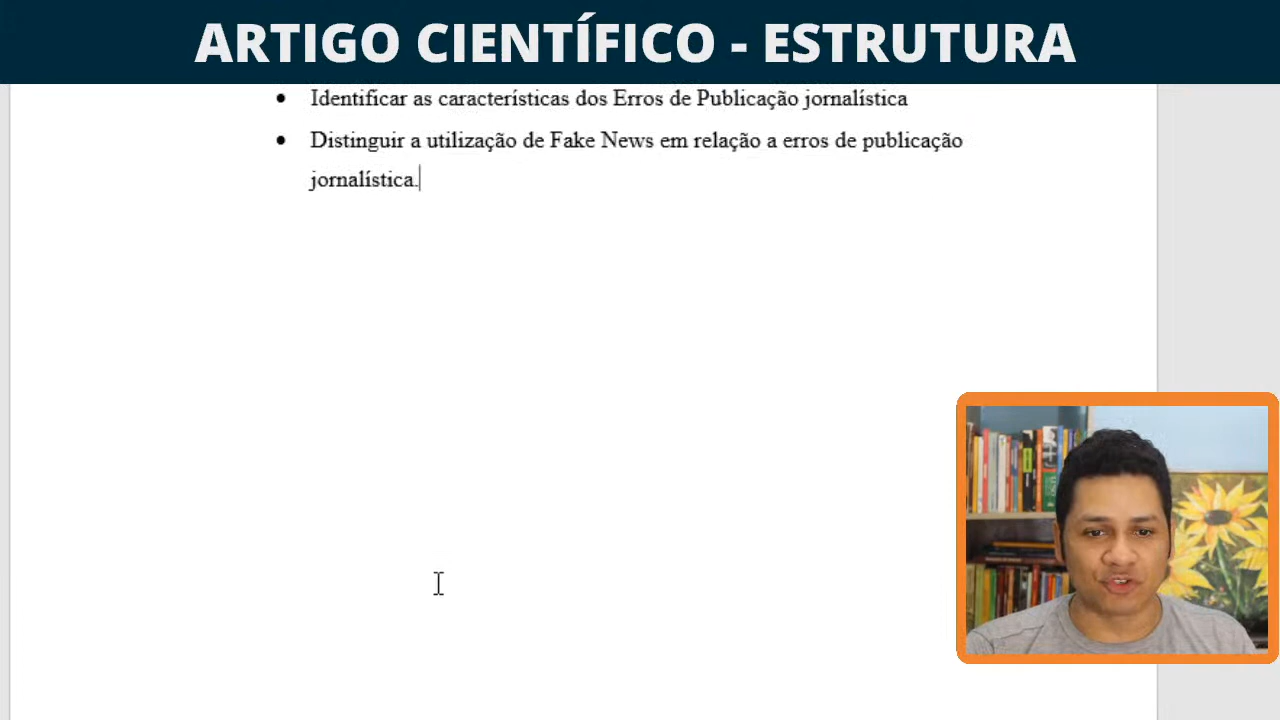 ARTIGO CIENTÍFICO - ESTRUTURA
• Identificar as características dos Erros de Publicação jornalística
• Distinguir a utilização de Fake News em relação a erros de publicação
jornalística.